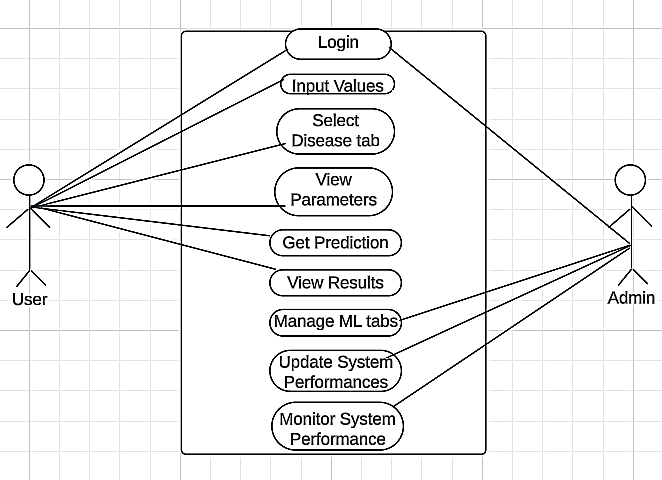 Login
Input Values
Select
Disease tab
View
Parameters
Get Prediction
View Results
User
Admin
Manage ML tabs
Update System
Performances
Monitor System
Performance